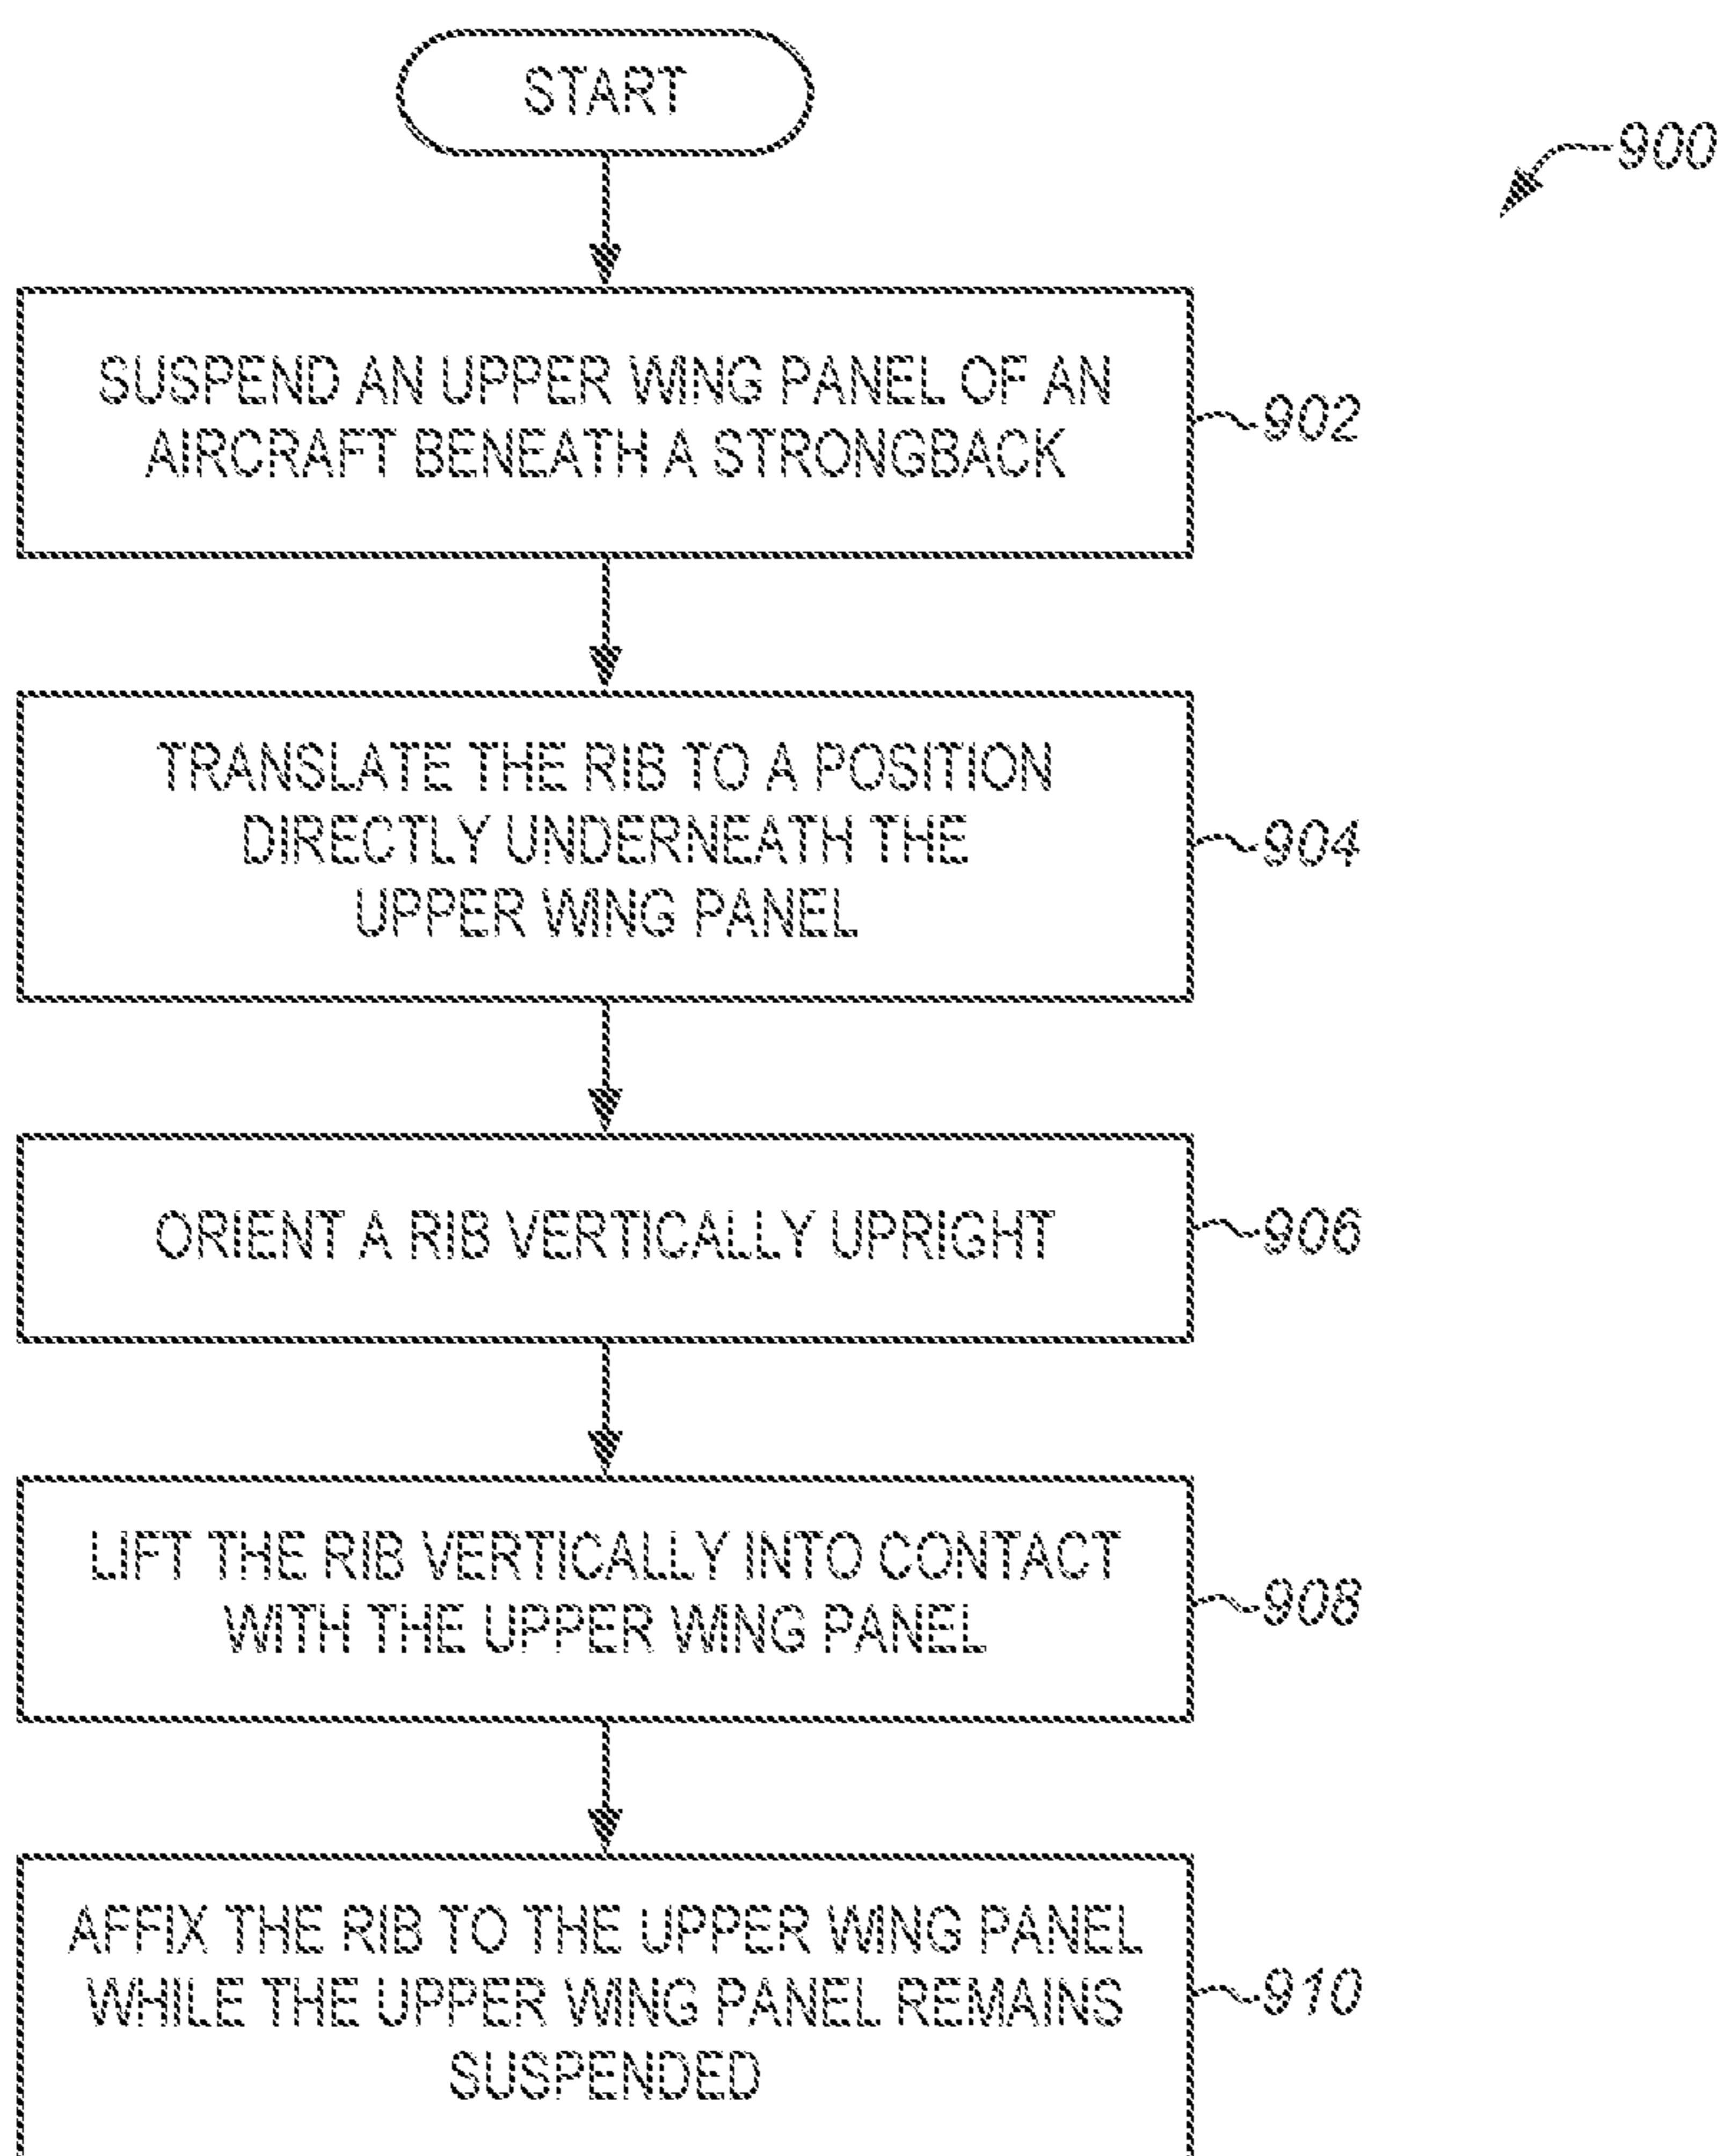 START
900
SUSPEND AN UPPER WING PANEL OF AN
AIRCRAFT BENEATH A STRONGBACK
902
TRANSLATE THE RIB TO A POSITION
DIRECTLY UNDERNEATH THE
UPPER WING PANEL
904
ORIENT A RIB VERTICALLY UPRIGHT
906
LIFT THE RIB VERTICALLY INTO CONTACT
WITH THE UPPER WING PANEL
908
AFFIX THE RIB TO THE UPPER WING PANEL
WHILE THE UPPER WING PANEL REMAINS
SUSPENDED
910